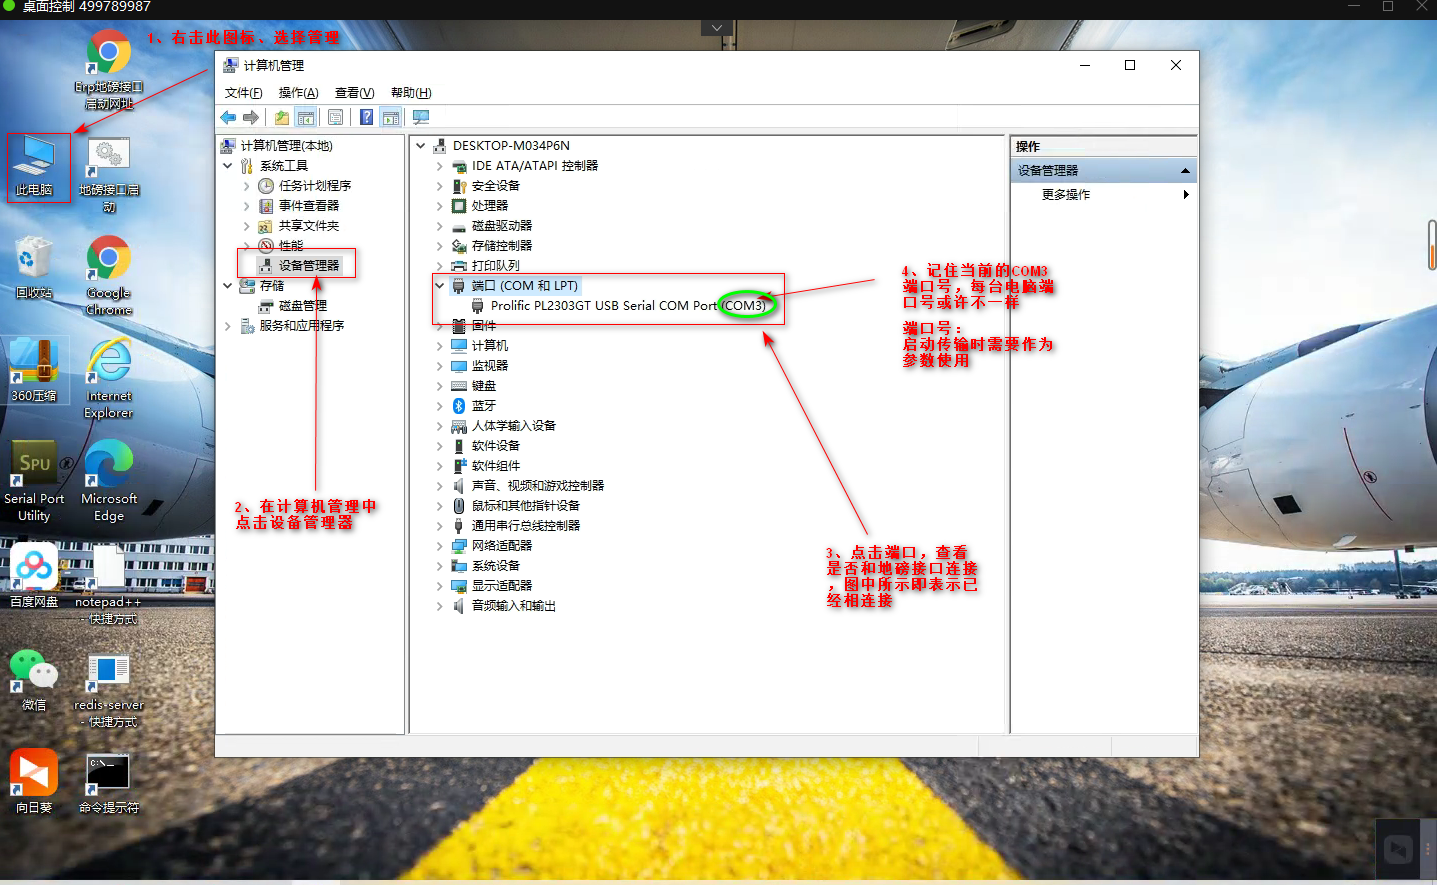 桌面控制 499789987
1、右击此图标、选择管理
Erp地磅接口
启动网址
此电脑
地磅接口启
动
回收站
Google
Chrome
360压缩
Internet
Explorer
SPU
Serial Port
Utility
Microsoft
Edge
百度网盘
notepad++
- 快捷方式
微信
redis-server
- 快捷方式
向日葵
C:\_
命令提示符
计算机管理
文件(F) 操作(A) 查看(V) 帮助(H)
计算机管理(本地)
系统工具
任务计划程序
事件查看器
共享文件夹
性能
设备管理器
存储
磁盘管理
服务和应用程序
2、在计算机管理中
点击设备管理器
DESKTOP-M034P6N
IDE ATA/ATAPI 控制器
安全设备
处理器
磁盘驱动器
存储控制器
打印队列
端口 (COM 和 LPT)
Prolific PL2303GT USB Serial COM Port (COM3)
固件
计算机
监视器
键盘
蓝牙
人体学输入设备
软件设备
软件组件
声音、视频和游戏控制器
鼠标和其他指针设备
通用串行总线控制器
网络适配器
系统设备
显示适配器
音频输入和输出
4、记住当前的COM3
端口号，每台电脑端
口号或许不一样
端口号：
启动传输时需要作为
参数使用
3、点击端口，查看
是否和地磅接口连接
，图中所示即表示已
经相连接
操作
设备管理器
更多操作